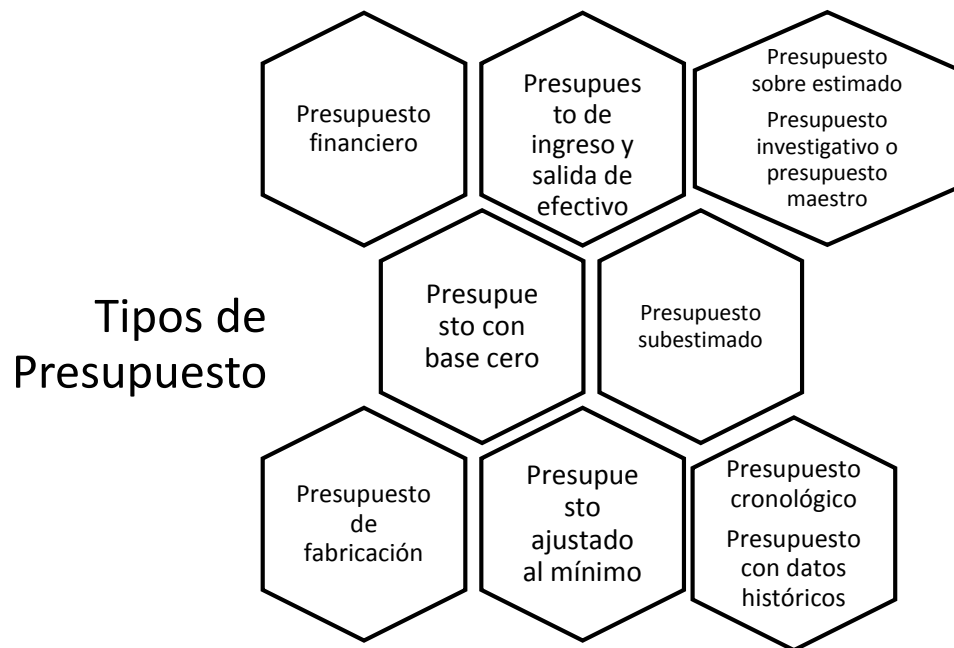 Tipos de
Presupuesto
Presupuesto
financiero
Presupues
to de
ingreso y
salida de
efectivo
Presupuesto
sobre estimado
Presupuesto
investigativo o
presupuesto
maestro
Presupue
sto con
base cero
Presupuesto
subestimado
Presupuesto
de
fabricación
Presupue
sto
ajustado
al mínimo
Presupuesto
cronológico
Presupuesto
con datos
históricos